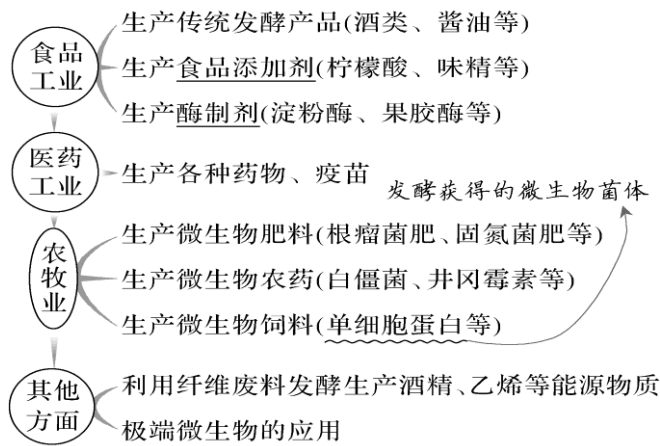 食品
工业
生产传统发酵产品(酒类、酱油等)
生产食品添加剂(柠檬酸、味精等)
生产酶制剂(淀粉酶、果胶酶等)
医药
工业
生产各种药物、疫苗
发酵获得的微生物菌体
农
牧
业
生产微生物肥料(根瘤菌肥、固氮菌肥等)
生产微生物农药(白僵菌、井冈霉素等)
生产微生物饲料(单细胞蛋白等)
其他
方面
利用纤维废料发酵生产酒精、乙烯等能源物质
极端微生物的应用